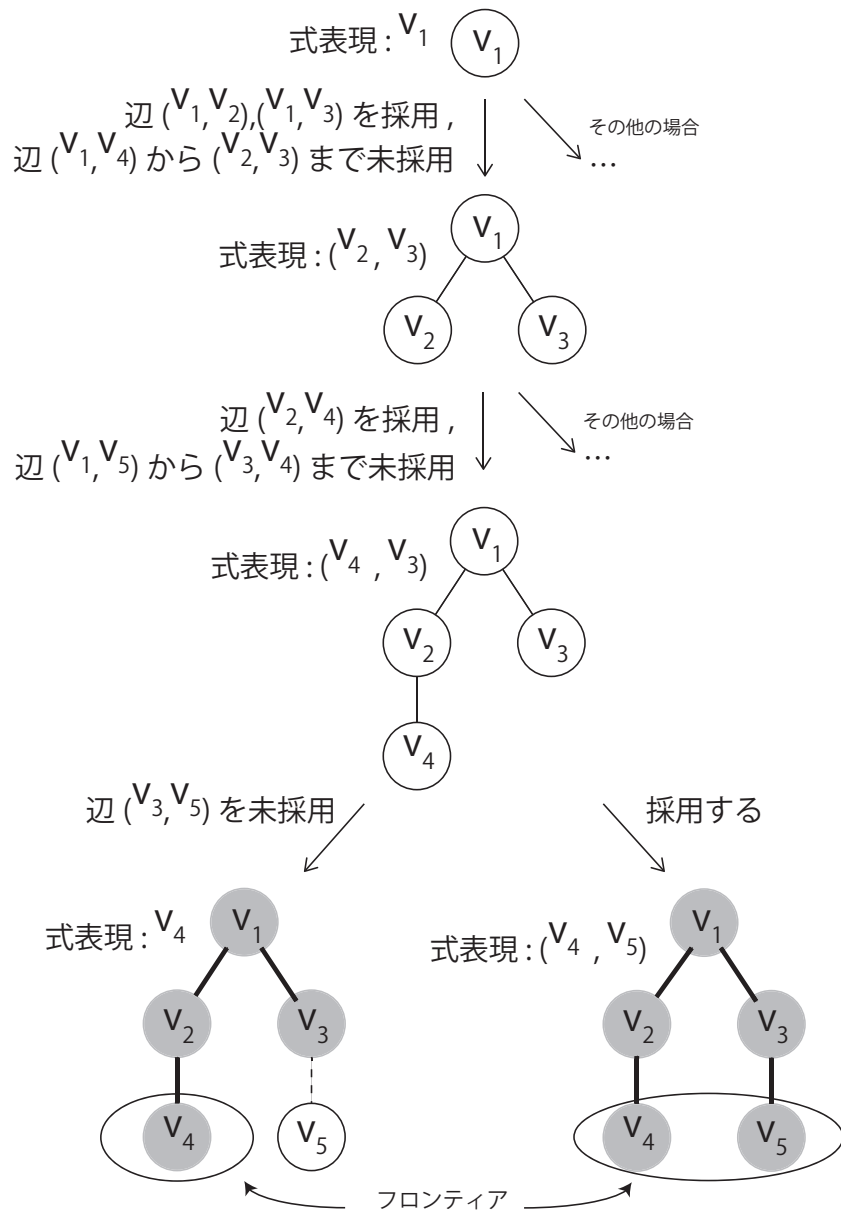 式表現 : V1 V1
辺 (V1,V2),(V1,V3) を採用 ,
辺 (V1,V4) から (V2,V3) まで未採用
その他の場合
…
式表現 : (V2 , V3)
V1
V2 V3
辺 (V2,V4) を採用 ,
辺 (V1,V5) から (V3,V4) まで未採用
その他の場合
…
式表現 : (V4 , V3)
V1
V2 V3
V4
辺 (V3,V5) を未採用
採用する
式表現 : V4
V1
V2 V3
V4 V5
式表現 : (V4 , V5)
V1
V2 V3
V4 V5
フロンティア